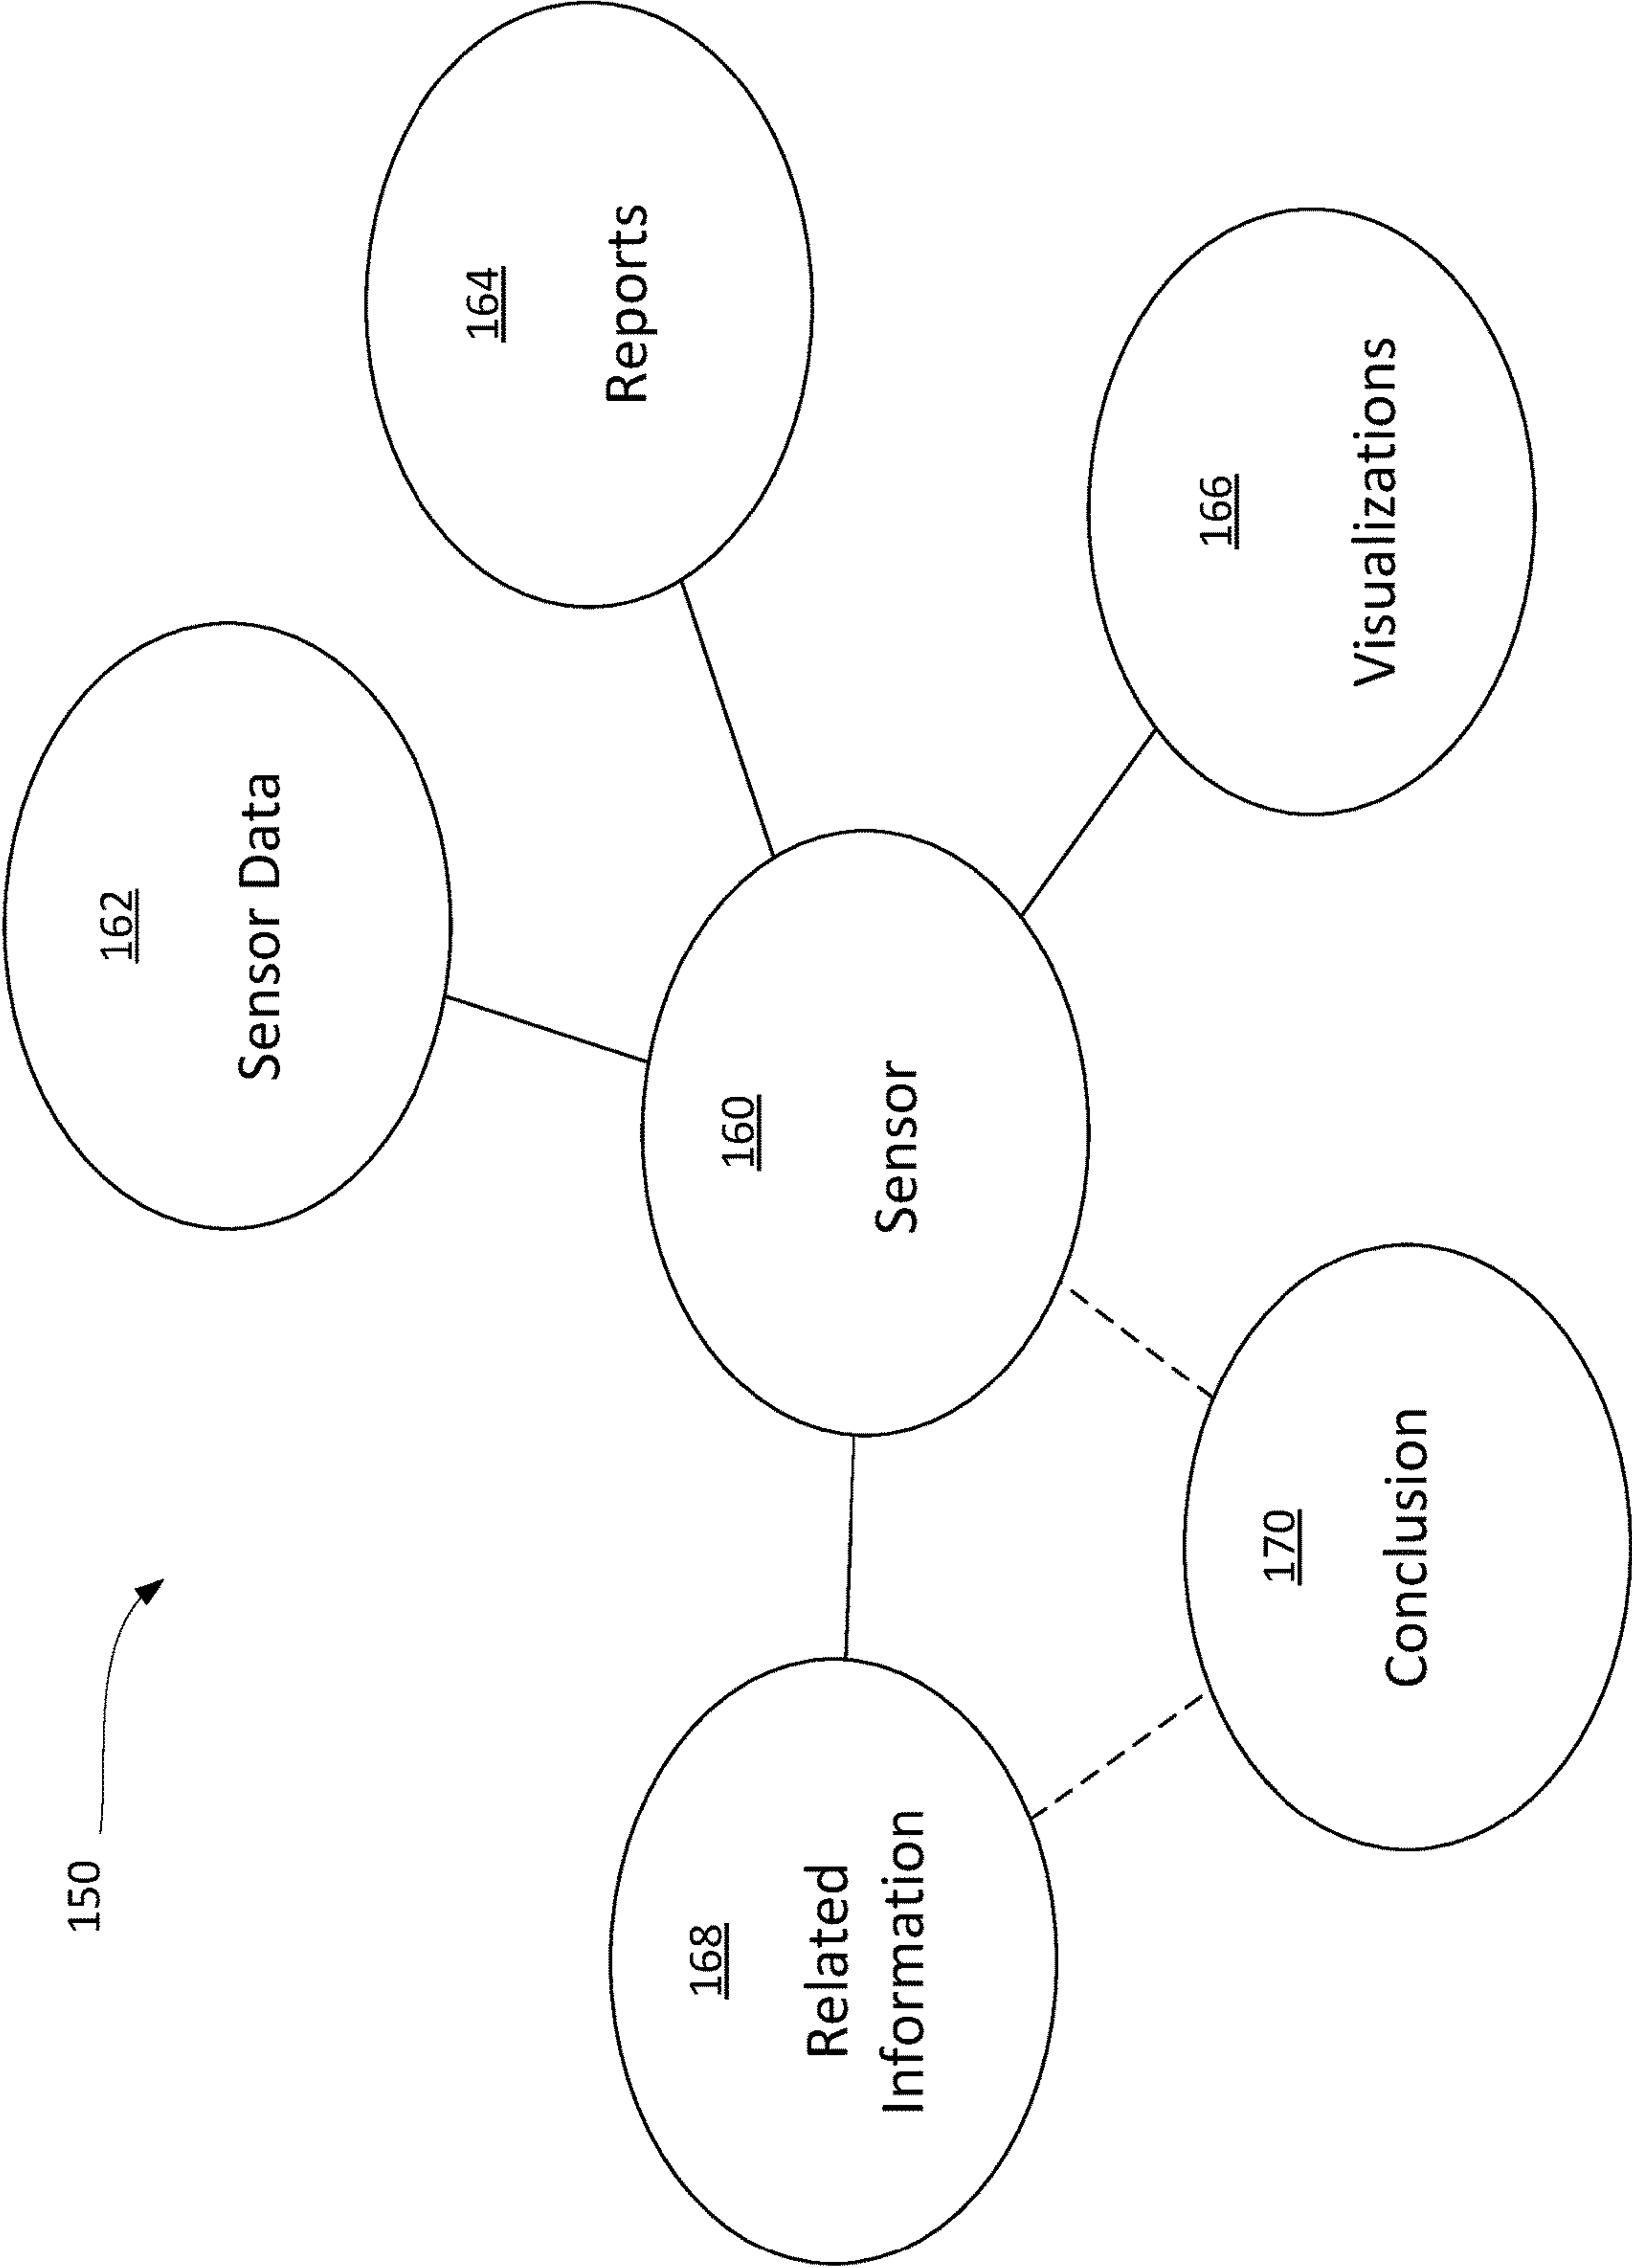 150
162
Sensor Data
164
Reports
160
Sensor
168
Related
Information
166
Visualizations
170
Conclusion